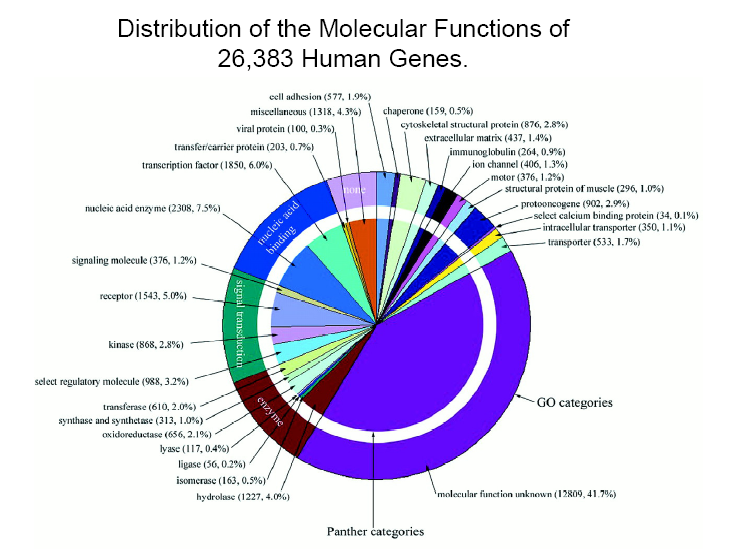 Distribution of the Molecular Functions of
26,383 Human Genes.
cell adhesion (577, 1.9%)
miscellaneous (1318, 4.3%)
viral protein (100, 0.3%)
transfer/carrier protein (203, 0.7%)
transcription factor (1850, 6.0%)
nucleic acid enzyme (2308, 7.5%)
signaling molecule (376, 1.2%)
receptor (1543, 5.0%)
kinase (868, 2.8%)
select regulatory molecule (988, 3.2%)
transferase (610, 2.0%)
synthase and synthetase (313, 1.0%)
oxidoreductase (656, 2.1%)
lyase (117, 0.4%)
ligase (56, 0.2%)
isomerase (163, 0.5%)
hydrolase (1227, 4.0%)
chaperone (159, 0.5%)
cytoskeletal structural protein (876, 2.8%)
extracellular matrix (437, 1.4%)
immunoglobulin (264, 0.9%)
ion channel (406, 1.3%)
motor (376, 1.2%)
structural protein of muscle (296, 1.0%)
protooncogene (902, 2.9%)
select calcium binding protein (34, 0.1%)
intracellular transporter (350, 1.1%)
transporter (533, 1.7%)
none
nucleic acid
binding
signal transduction
enzyme
GO categories
molecular function unknown (12809, 41.7%)
Panther categories